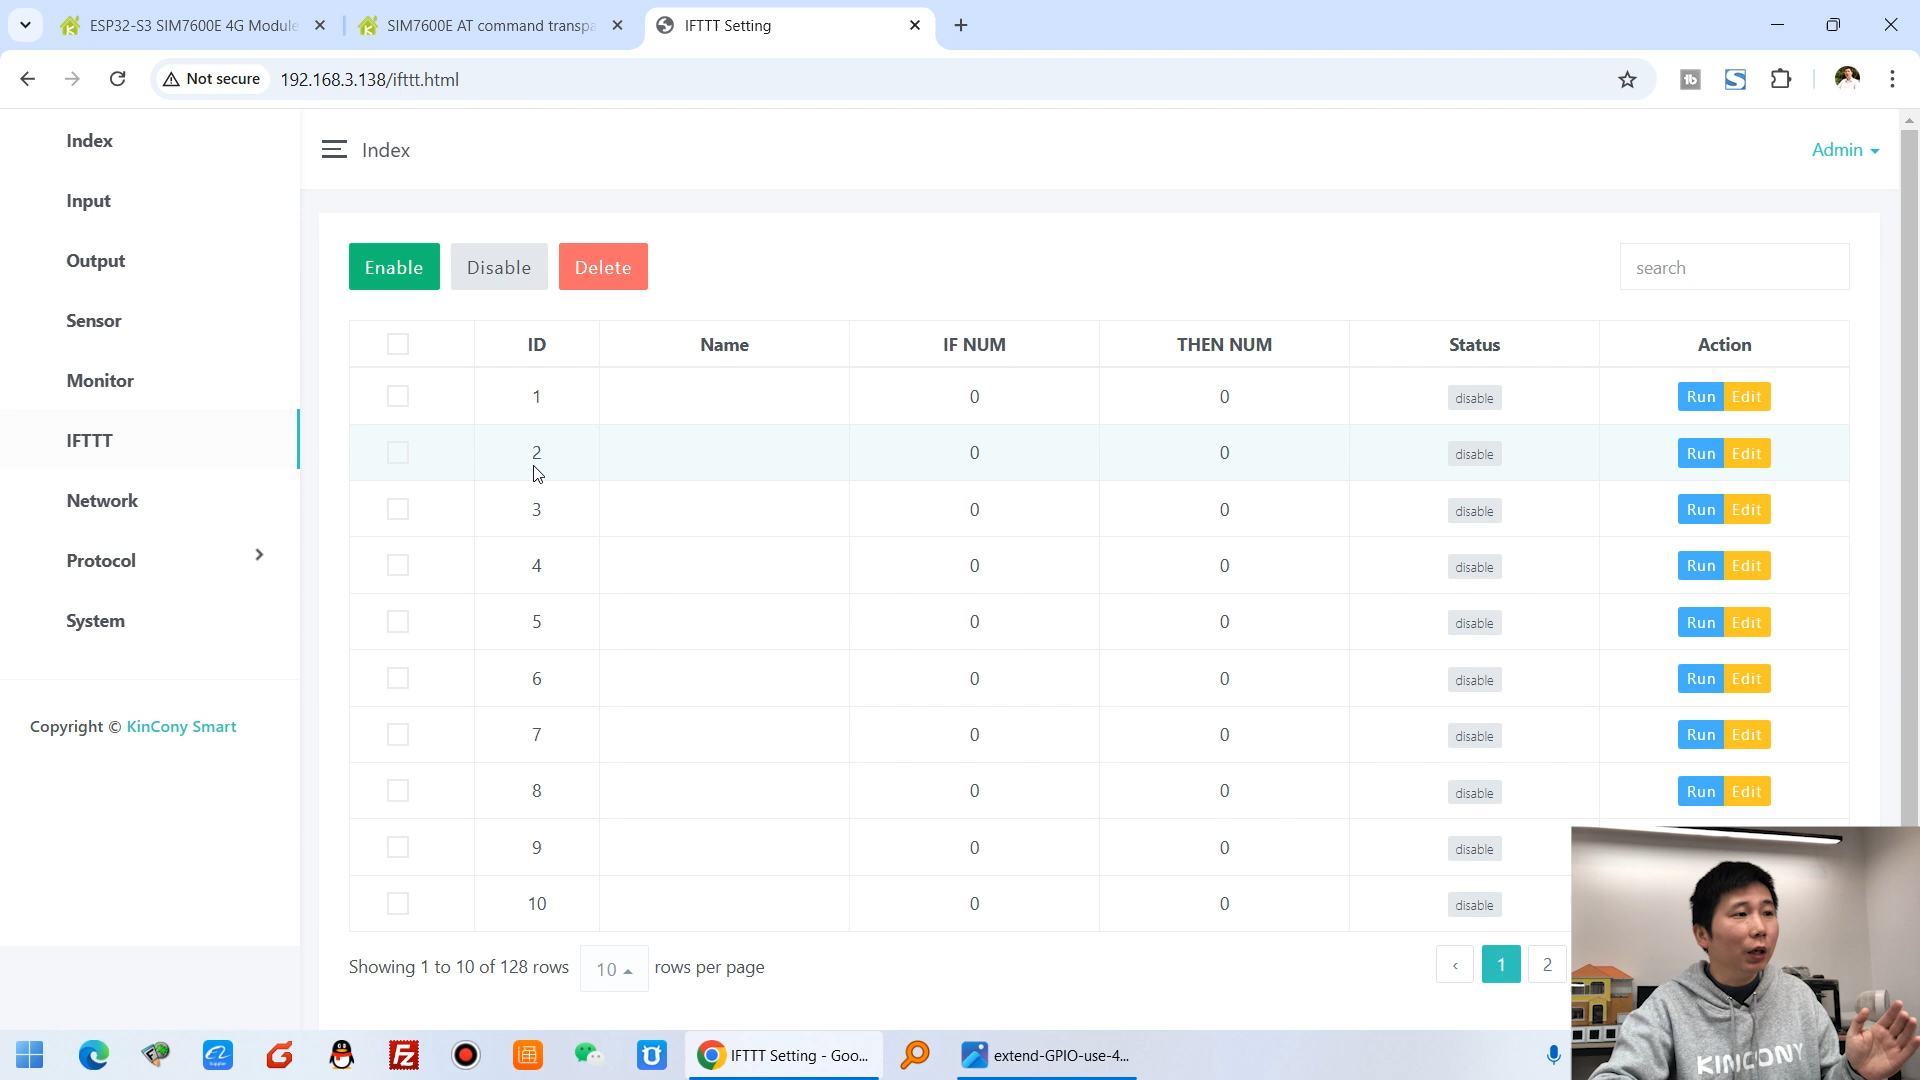 ESP32-S3 SIM7600E 4G Module
SIM7600E AT command transpa
IFTTT Setting
Not secure
192.168.3.138/ifttt.html
Index
Input
Output
Sensor
Monitor
IFTTT
Network
Protocol
System
Copyright © KinCony Smart
Index
Admin
Enable
Disable
Delete
search
ID Name IF NUM THEN NUM Status Action
1 0 0 disable Run Edit
2 0 0 disable Run Edit
3 0 0 disable Run Edit
4 0 0 disable Run Edit
5 0 0 disable Run Edit
6 0 0 disable Run Edit
7 0 0 disable Run Edit
8 0 0 disable Run Edit
9 0 0 disable
10 0 0 disable
Showing 1 to 10 of 128 rows 10 rows per page
‹ 1 2
IFTTT Setting - Goo...
extend-GPIO-use-4...
KINCONY